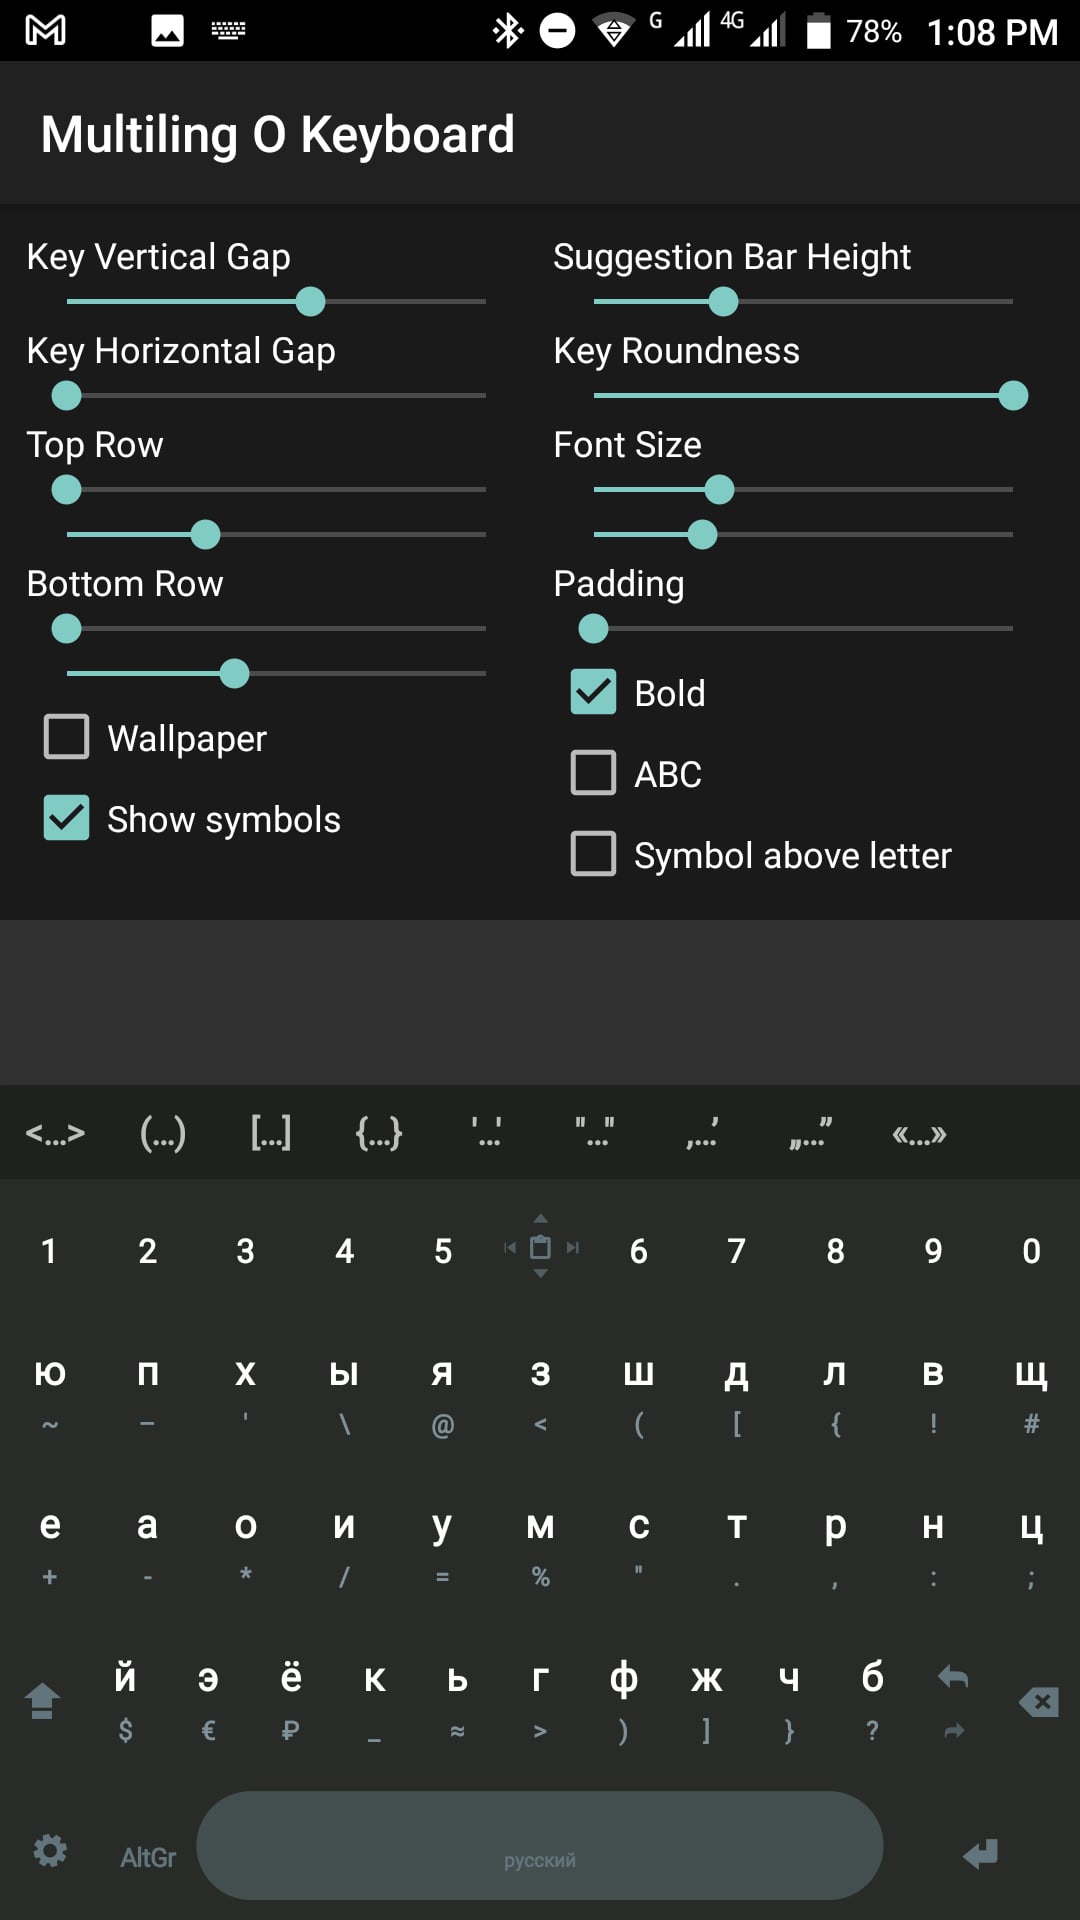 G 4G 78% 1:08 PM
Multiling O Keyboard
Key Vertical Gap
Suggestion Bar Height
Key Horizontal Gap
Key Roundness
Top Row
Font Size
Bottom Row
Padding
Bold
Wallpaper
ABC
Show symbols
Symbol above letter
<...> (...) [...] {...} '...' "..." ‚...’ „...” «...»
1 2 3 4 5 6 7 8 9 0
ю п х ы я з ш д л в щ
~ – ' \ @ < ( [ { ! #
е а о и у м с т р н ц
+ - * / = % " . , : ;
й э ё к ь г ф ж ч б
$ € ₽ _ ≈ > ) ] } ?
AltGr русский